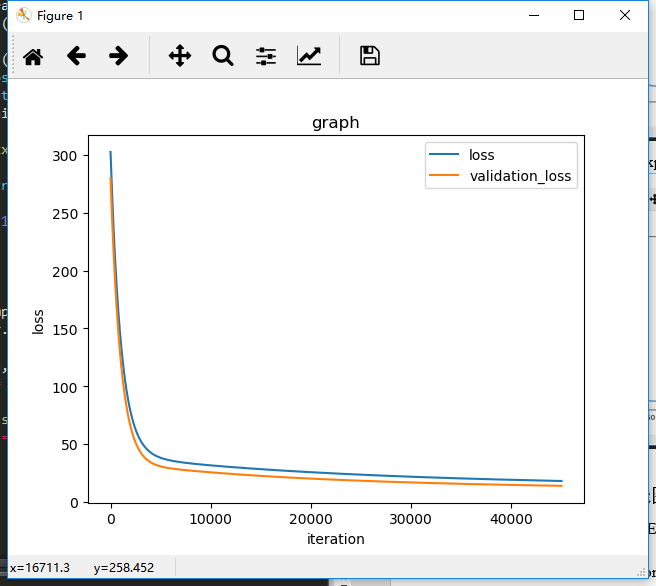 Figure 1
graph
loss
validation_loss
300
250
200
150
100
50
0
loss
0 10000 20000 30000 40000
iteration
x=16711.3 y=258.452